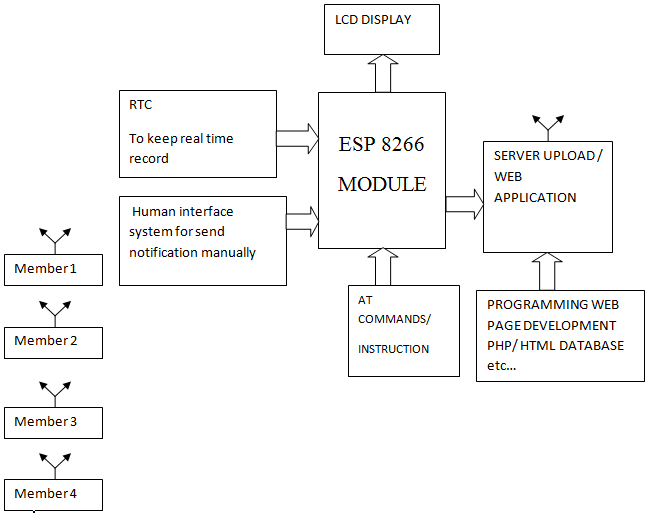 LCD DISPLAY
RTC
To keep real time
record
ESP 8266
MODULE
SERVER UPLOAD/
WEB
APPLICATION
Human interface
system for send
notification manually
Member 1
Member 2
Member 3
Member 4
AT
COMMANDS/
INSTRUCTION
PROGRAMMING WEB
PAGE DEVELOPMENT
PHP/ HTML DATABASE
etc...